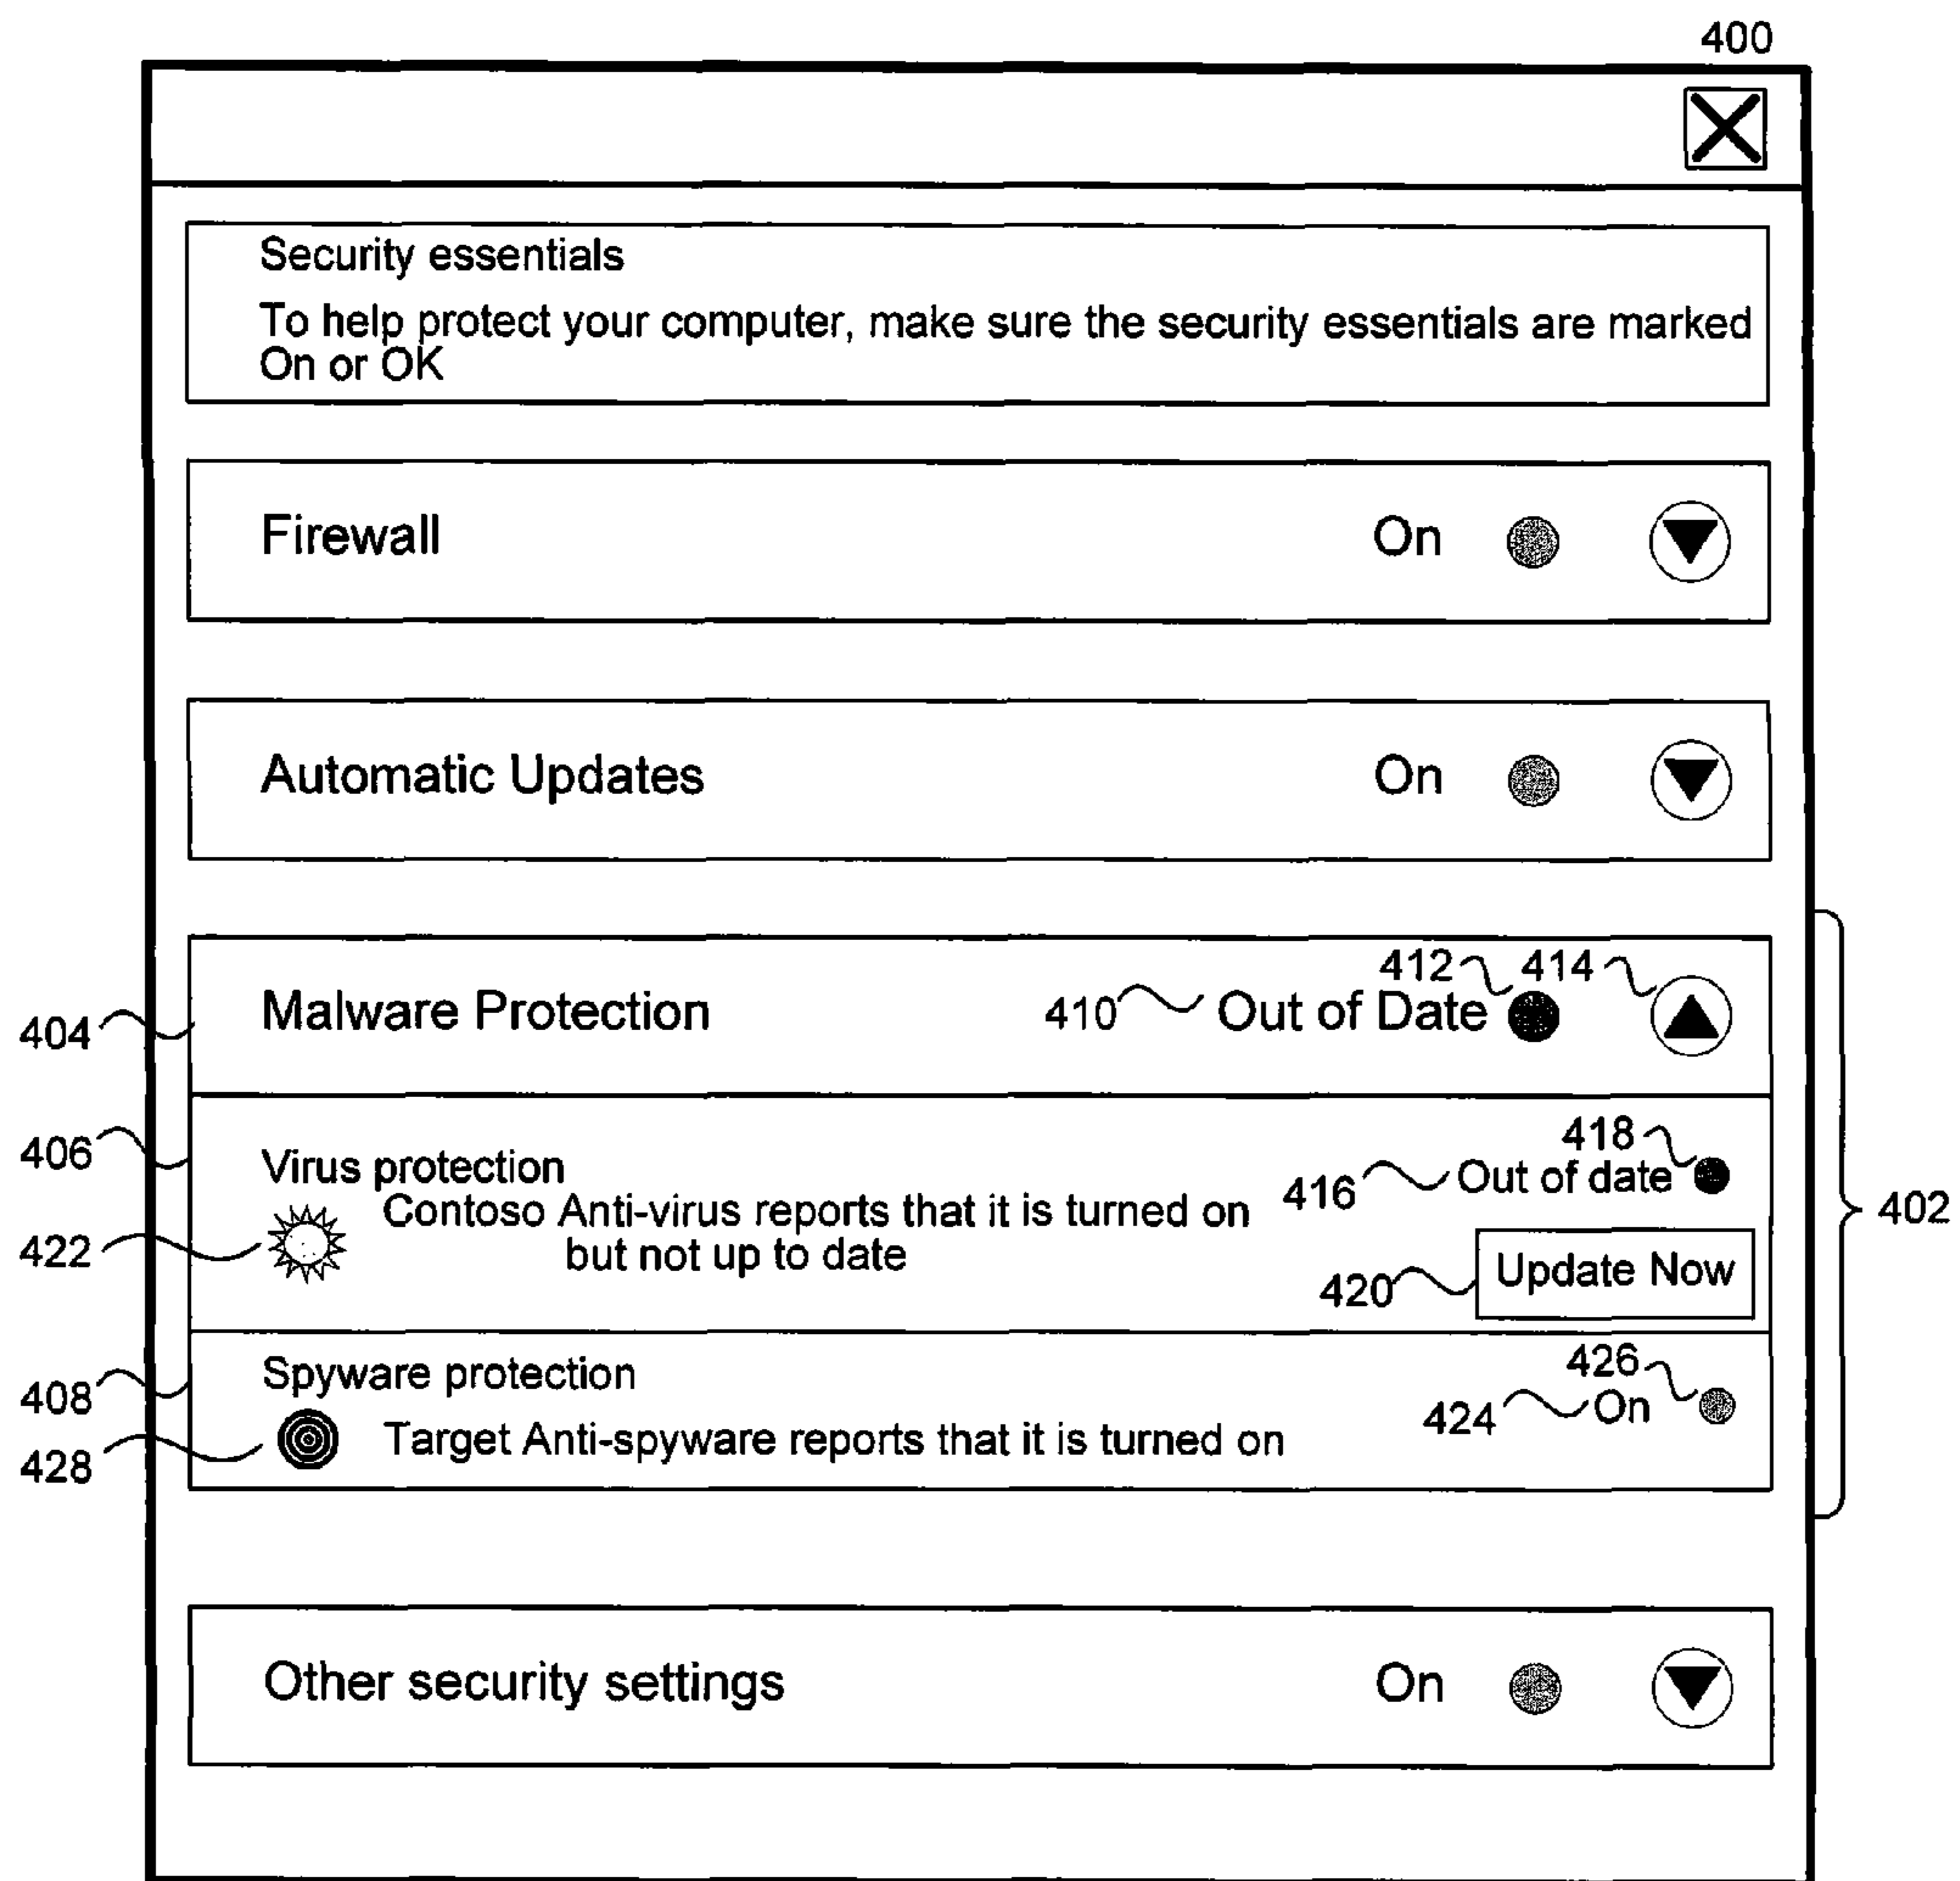 400
Security essentials
To help protect your computer, make sure the security essentials are marked
On or OK
Firewall On
Automatic Updates On
412 414
404 Malware Protection 410 Out of Date
418
406 Virus protection 416 Out of date
Contoso Anti-virus reports that it is turned on
402
422 but not up to date
420 Update Now
Spyware protection 426
408 424 On
428 Target Anti-spyware reports that it is turned on
Other security settings On